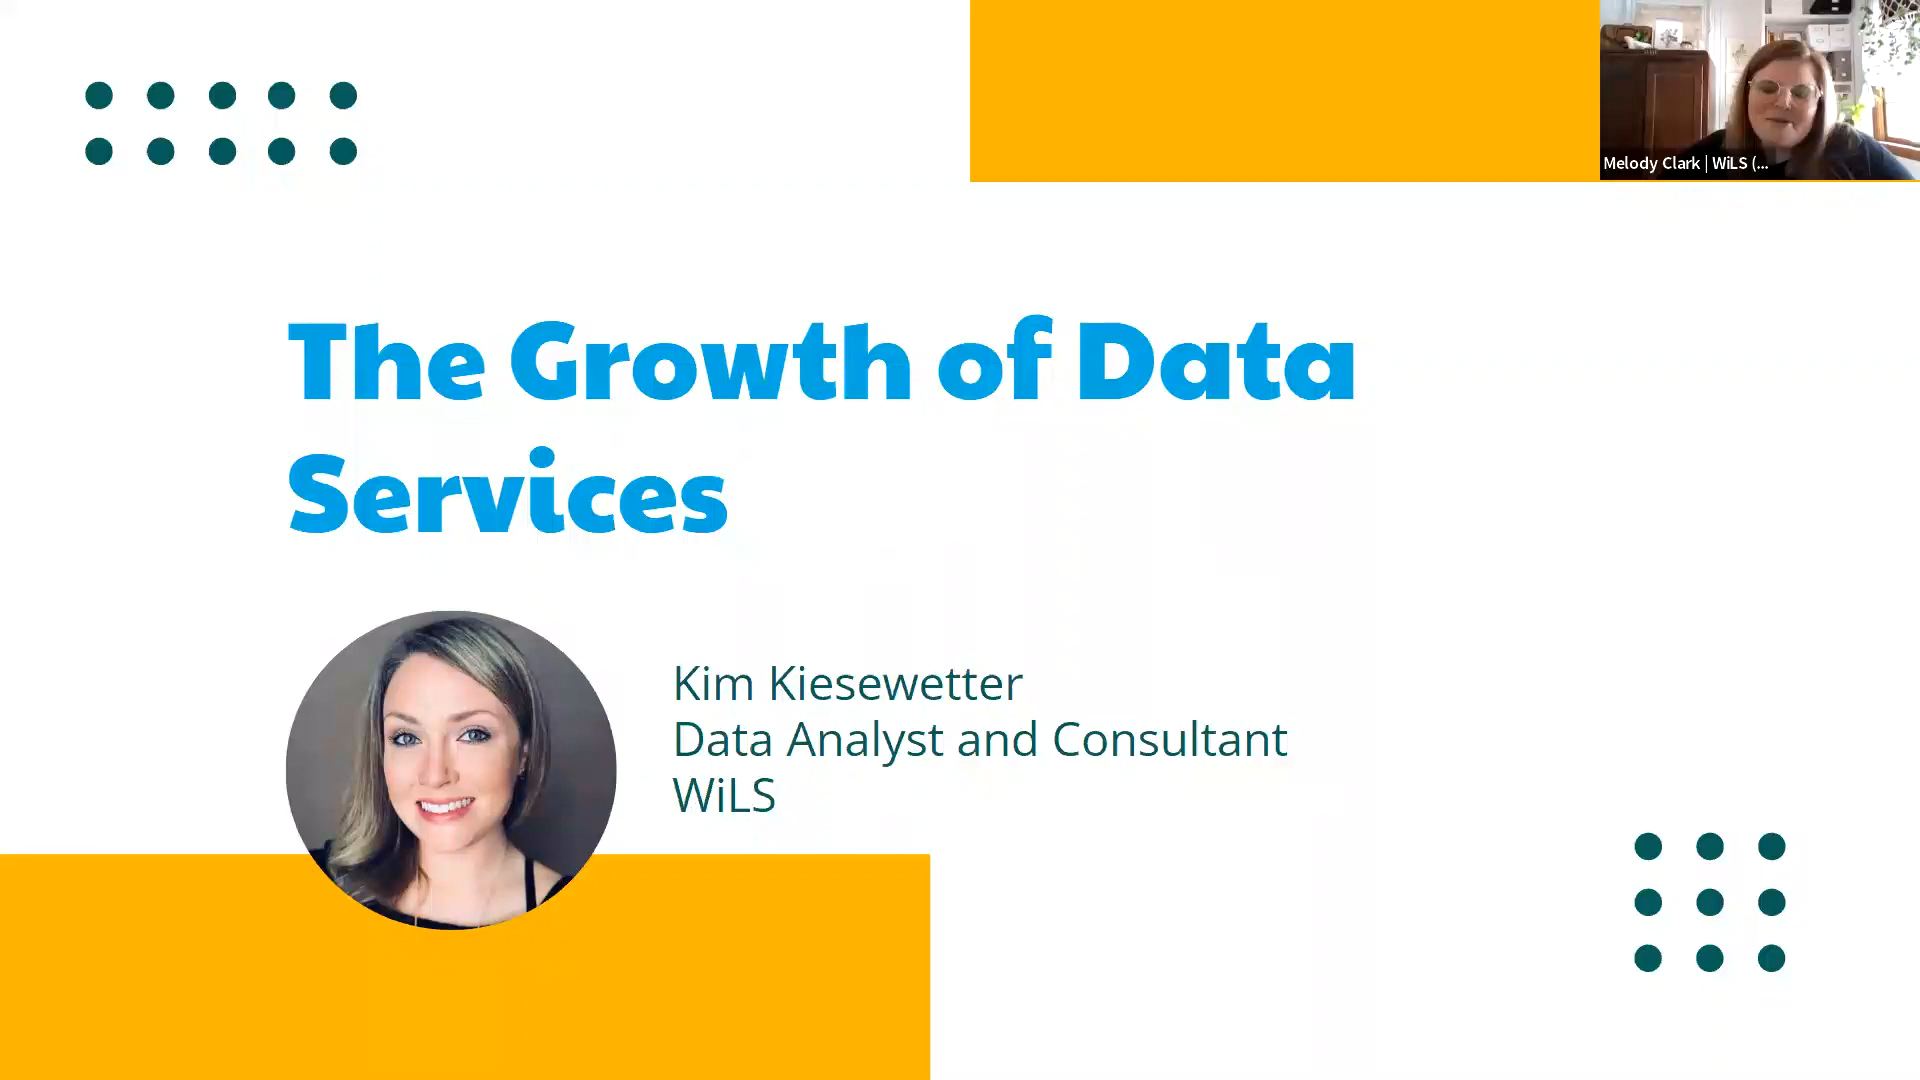 Melody Clark | WiLS (...
The Growth of Data
Services
Kim Kiesewetter
Data Analyst and Consultant
WiLS